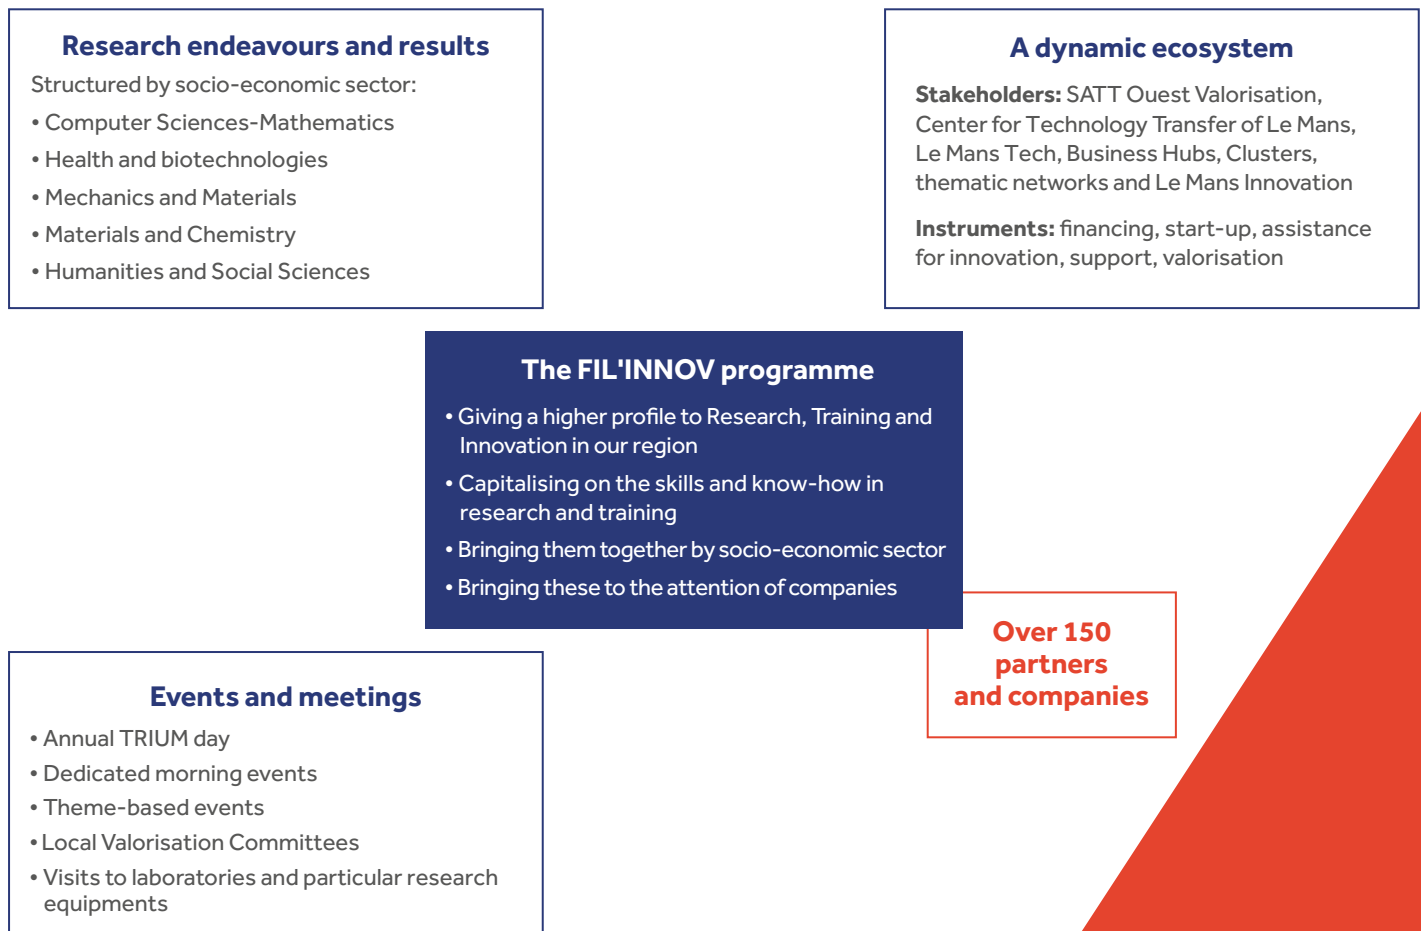 Research endeavours and results
Structured by socio-economic sector:
• Computer Sciences-Mathematics
• Health and biotechnologies
• Mechanics and Materials
• Materials and Chemistry
• Humanities and Social Sciences
A dynamic ecosystem
Stakeholders: SATT Ouest Valorisation,
Center for Technology Transfer of Le Mans,
Le Mans Tech, Business Hubs, Clusters,
thematic networks and Le Mans Innovation
Instruments: financing, start-up, assistance
for innovation, support, valorisation
The FIL'INNOV programme
• Giving a higher profile to Research, Training and
Innovation in our region
• Capitalising on the skills and know-how in
research and training
• Bringing them together by socio-economic sector
• Bringing these to the attention of companies
Over 150
partners
and companies
Events and meetings
• Annual TRIUM day
• Dedicated morning events
• Theme-based events
• Local Valorisation Committees
• Visits to laboratories and particular research
equipments